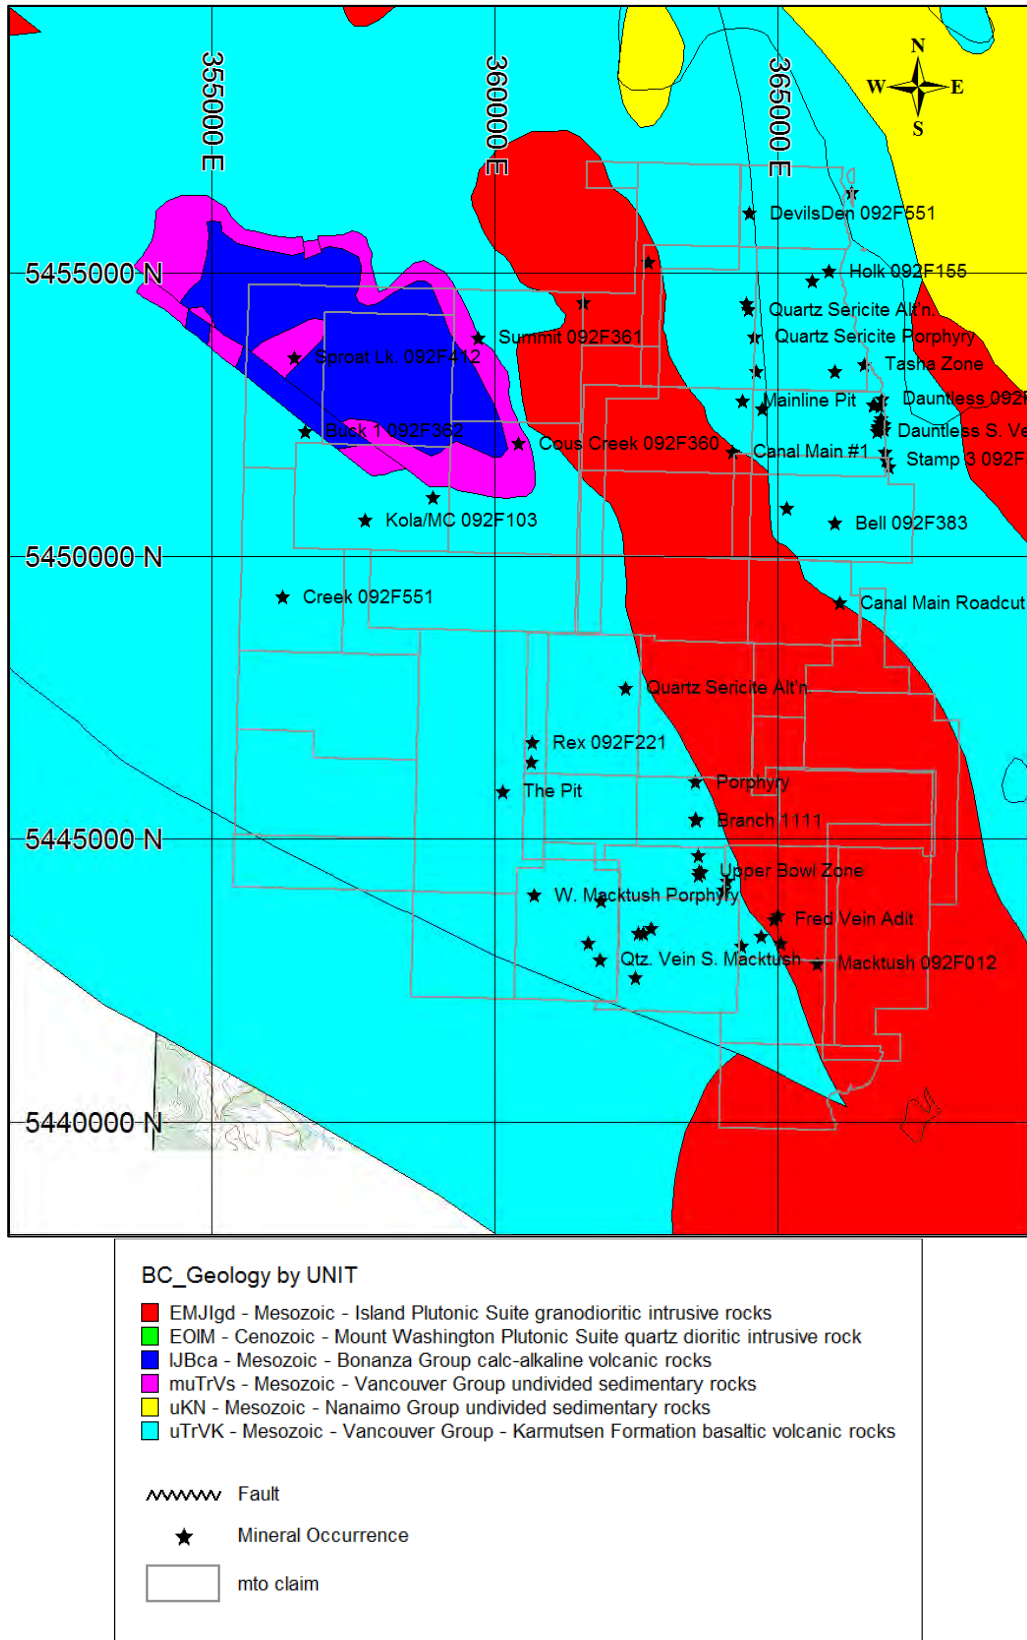 355000 E
360000 E
365000 E
N
W E
S
DevilsDen 092F551
5455000 N
Holk 092F155
Quartz Sericite Alt'n.
Summit 092F361
Quartz Sericite Porphyry
Sproat Lk. 092F412
Tasha Zone
Mainline Pit
Dauntless 092F
Buck 1 092F362
Dauntless S. Ve
Cous Creek 092F360
Canal Main #1
Stamp 3 092F
Kola/MC 092F103
Bell 092F383
5450000 N
Creek 092F551
Canal Main Roadcut
Quartz Sericite Alt'n.
Rex 092F221
Porphyry
The Pit
Branch 1111
5445000 N
Upper Bowl Zone
W. Macktush Porphyry
Fred Vein Adit
Qtz. Vein S. Macktush
Macktush 092F012
5440000 N
BC_Geology by UNIT
EMJIgd - Mesozoic - Island Plutonic Suite granodioritic intrusive rocks
EOIM - Cenozoic - Mount Washington Plutonic Suite quartz dioritic intrusive rock
lJBca - Mesozoic - Bonanza Group calc-alkaline volcanic rocks
muTrVs - Mesozoic - Vancouver Group undivided sedimentary rocks
uKN - Mesozoic - Nanaimo Group undivided sedimentary rocks
uTrVK - Mesozoic - Vancouver Group - Karmutsen Formation basaltic volcanic rocks
Fault
Mineral Occurrence
mto claim